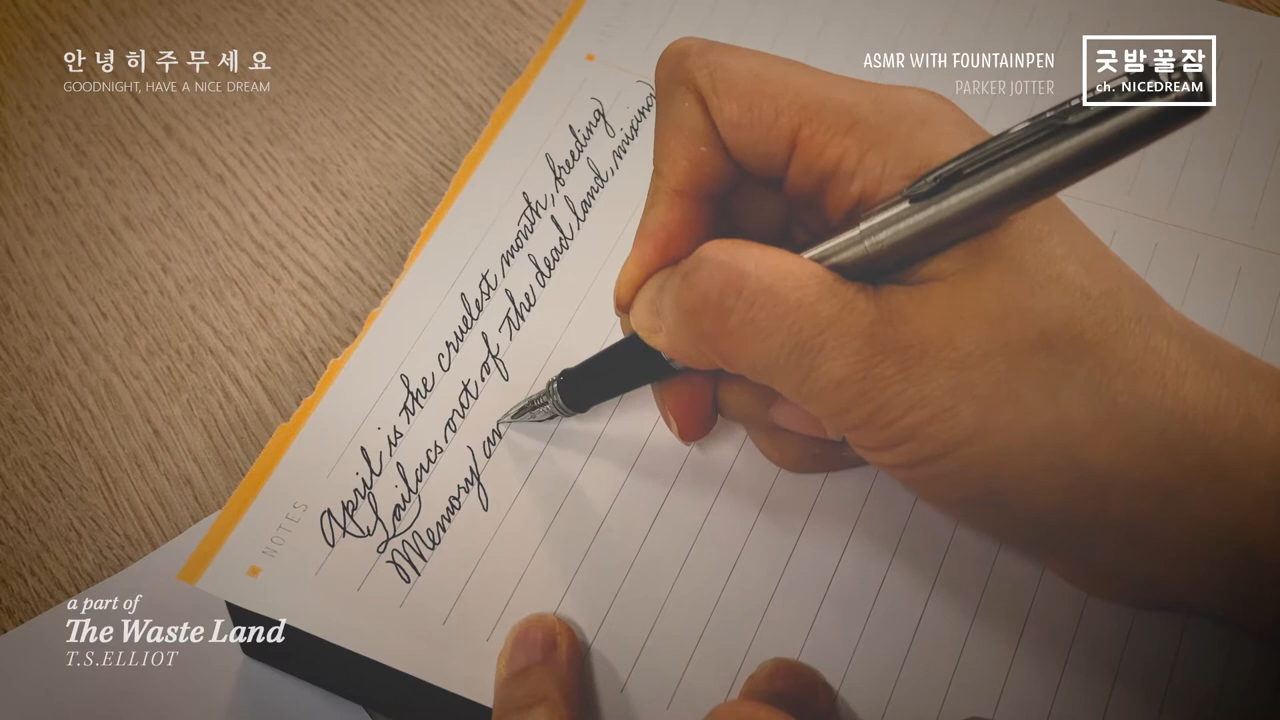 안녕히주무세요
GOODNIGHT, HAVE A NICE DREAM
ASMR WITH FOUNTAINPEN
PARKER JOTTER
굿밤꿀잠
ch. NICEDREAM
NOTES
April is the cruelest month, breeding
Lailacs out of the dead land, mixing
Memory an
a part of
The Waste Land
T.S.ELLIOT